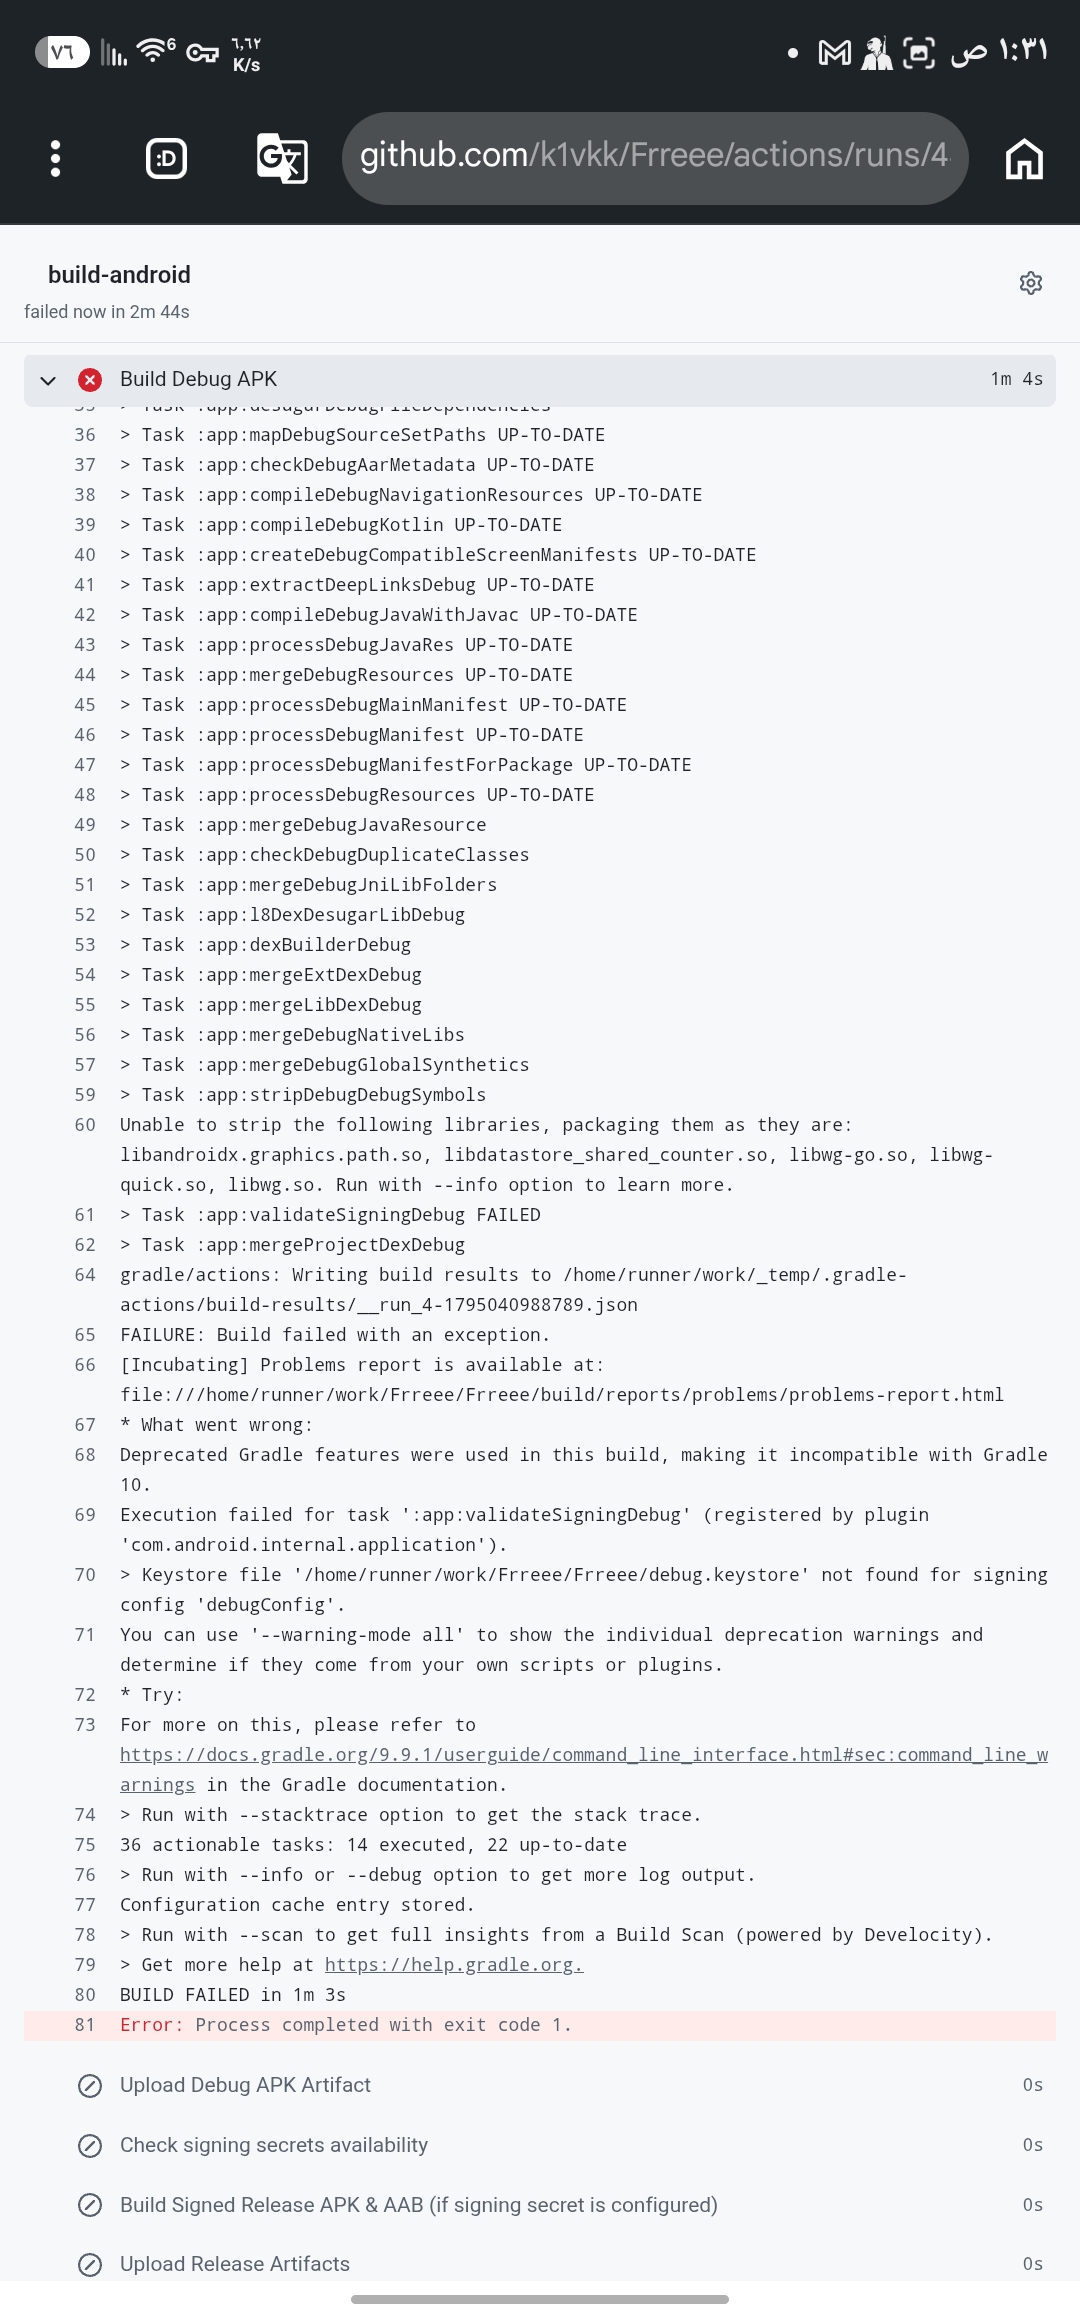 ٧٦
6
٦,٦٢
K/s
١:٣١ ص
:D
github.com/k1vkk/Frreee/actions/runs/4
build-android
failed now in 2m 44s
Build Debug APK 1m 4s
35 > Task :app:desugarDebugFileDependencies
36 > Task :app:mapDebugSourceSetPaths UP-TO-DATE
37 > Task :app:checkDebugAarMetadata UP-TO-DATE
38 > Task :app:compileDebugNavigationResources UP-TO-DATE
39 > Task :app:compileDebugKotlin UP-TO-DATE
40 > Task :app:createDebugCompatibleScreenManifests UP-TO-DATE
41 > Task :app:extractDeepLinksDebug UP-TO-DATE
42 > Task :app:compileDebugJavaWithJavac UP-TO-DATE
43 > Task :app:processDebugJavaRes UP-TO-DATE
44 > Task :app:mergeDebugResources UP-TO-DATE
45 > Task :app:processDebugMainManifest UP-TO-DATE
46 > Task :app:processDebugManifest UP-TO-DATE
47 > Task :app:processDebugManifestForPackage UP-TO-DATE
48 > Task :app:processDebugResources UP-TO-DATE
49 > Task :app:mergeDebugJavaResource
50 > Task :app:checkDebugDuplicateClasses
51 > Task :app:mergeDebugJniLibFolders
52 > Task :app:l8DexDesugarLibDebug
53 > Task :app:dexBuilderDebug
54 > Task :app:mergeExtDexDebug
55 > Task :app:mergeLibDexDebug
56 > Task :app:mergeDebugNativeLibs
57 > Task :app:mergeDebugGlobalSynthetics
59 > Task :app:stripDebugDebugSymbols
60 Unable to strip the following libraries, packaging them as they are:
libandroidx.graphics.path.so, libdatastore_shared_counter.so, libwg-go.so, libwg-
quick.so, libwg.so. Run with --info option to learn more.
61 > Task :app:validateSigningDebug FAILED
62 > Task :app:mergeProjectDexDebug
64 gradle/actions: Writing build results to /home/runner/work/_temp/.gradle-
actions/build-results/__run_4-1795040988789.json
65 FAILURE: Build failed with an exception.
66 [Incubating] Problems report is available at:
file:///home/runner/work/Frreee/Frreee/build/reports/problems/problems-report.html
67 * What went wrong:
68 Deprecated Gradle features were used in this build, making it incompatible with Gradle
10.
69 Execution failed for task ':app:validateSigningDebug' (registered by plugin
'com.android.internal.application').
70 > Keystore file '/home/runner/work/Frreee/Frreee/debug.keystore' not found for signing
config 'debugConfig'.
71 You can use '--warning-mode all' to show the individual deprecation warnings and
determine if they come from your own scripts or plugins.
72 * Try:
73 For more on this, please refer to
https://docs.gradle.org/9.9.1/userguide/command_line_interface.html#sec:command_line_w
arnings in the Gradle documentation.
74 > Run with --stacktrace option to get the stack trace.
75 36 actionable tasks: 14 executed, 22 up-to-date
76 > Run with --info or --debug option to get more log output.
77 Configuration cache entry stored.
78 > Run with --scan to get full insights from a Build Scan (powered by Develocity).
79 > Get more help at https://help.gradle.org.
80 BUILD FAILED in 1m 3s
81 Error: Process completed with exit code 1.
Upload Debug APK Artifact 0s
Check signing secrets availability 0s
Build Signed Release APK & AAB (if signing secret is configured) 0s
Upload Release Artifacts 0s